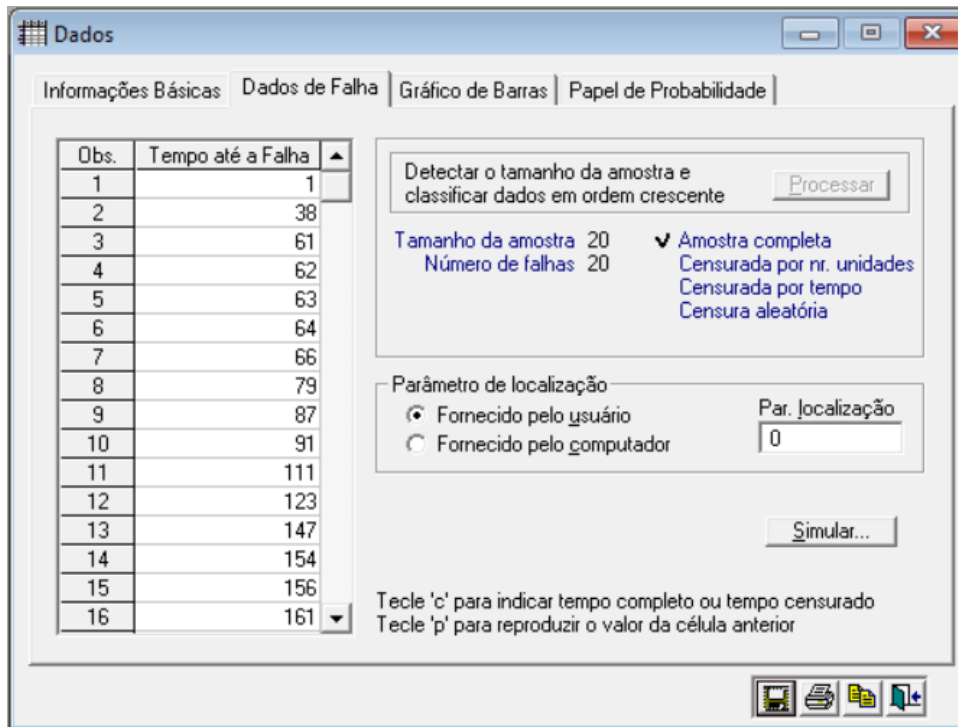 Dados
Informações Básicas Dados de Falha Gráfico de Barras Papel de Probabilidade
Obs. Tempo até a Falha
1 1
2 38
3 61
4 62
5 63
6 64
7 66
8 79
9 87
10 91
11 111
12 123
13 147
14 154
15 156
16 161
Detectar o tamanho da amostra e
classificar dados em ordem crescente
Processar
Tamanho da amostra 20
Número de falhas 20
✔ Amostra completa
Censurada por nr. unidades
Censurada por tempo
Censura aleatória
Parâmetro de localização
Fornecido pelo usuário
Fornecido pelo computador
Par. localização
0
Simular...
Tecle 'c' para indicar tempo completo ou tempo censurado
Tecle 'p' para reproduzir o valor da célula anterior